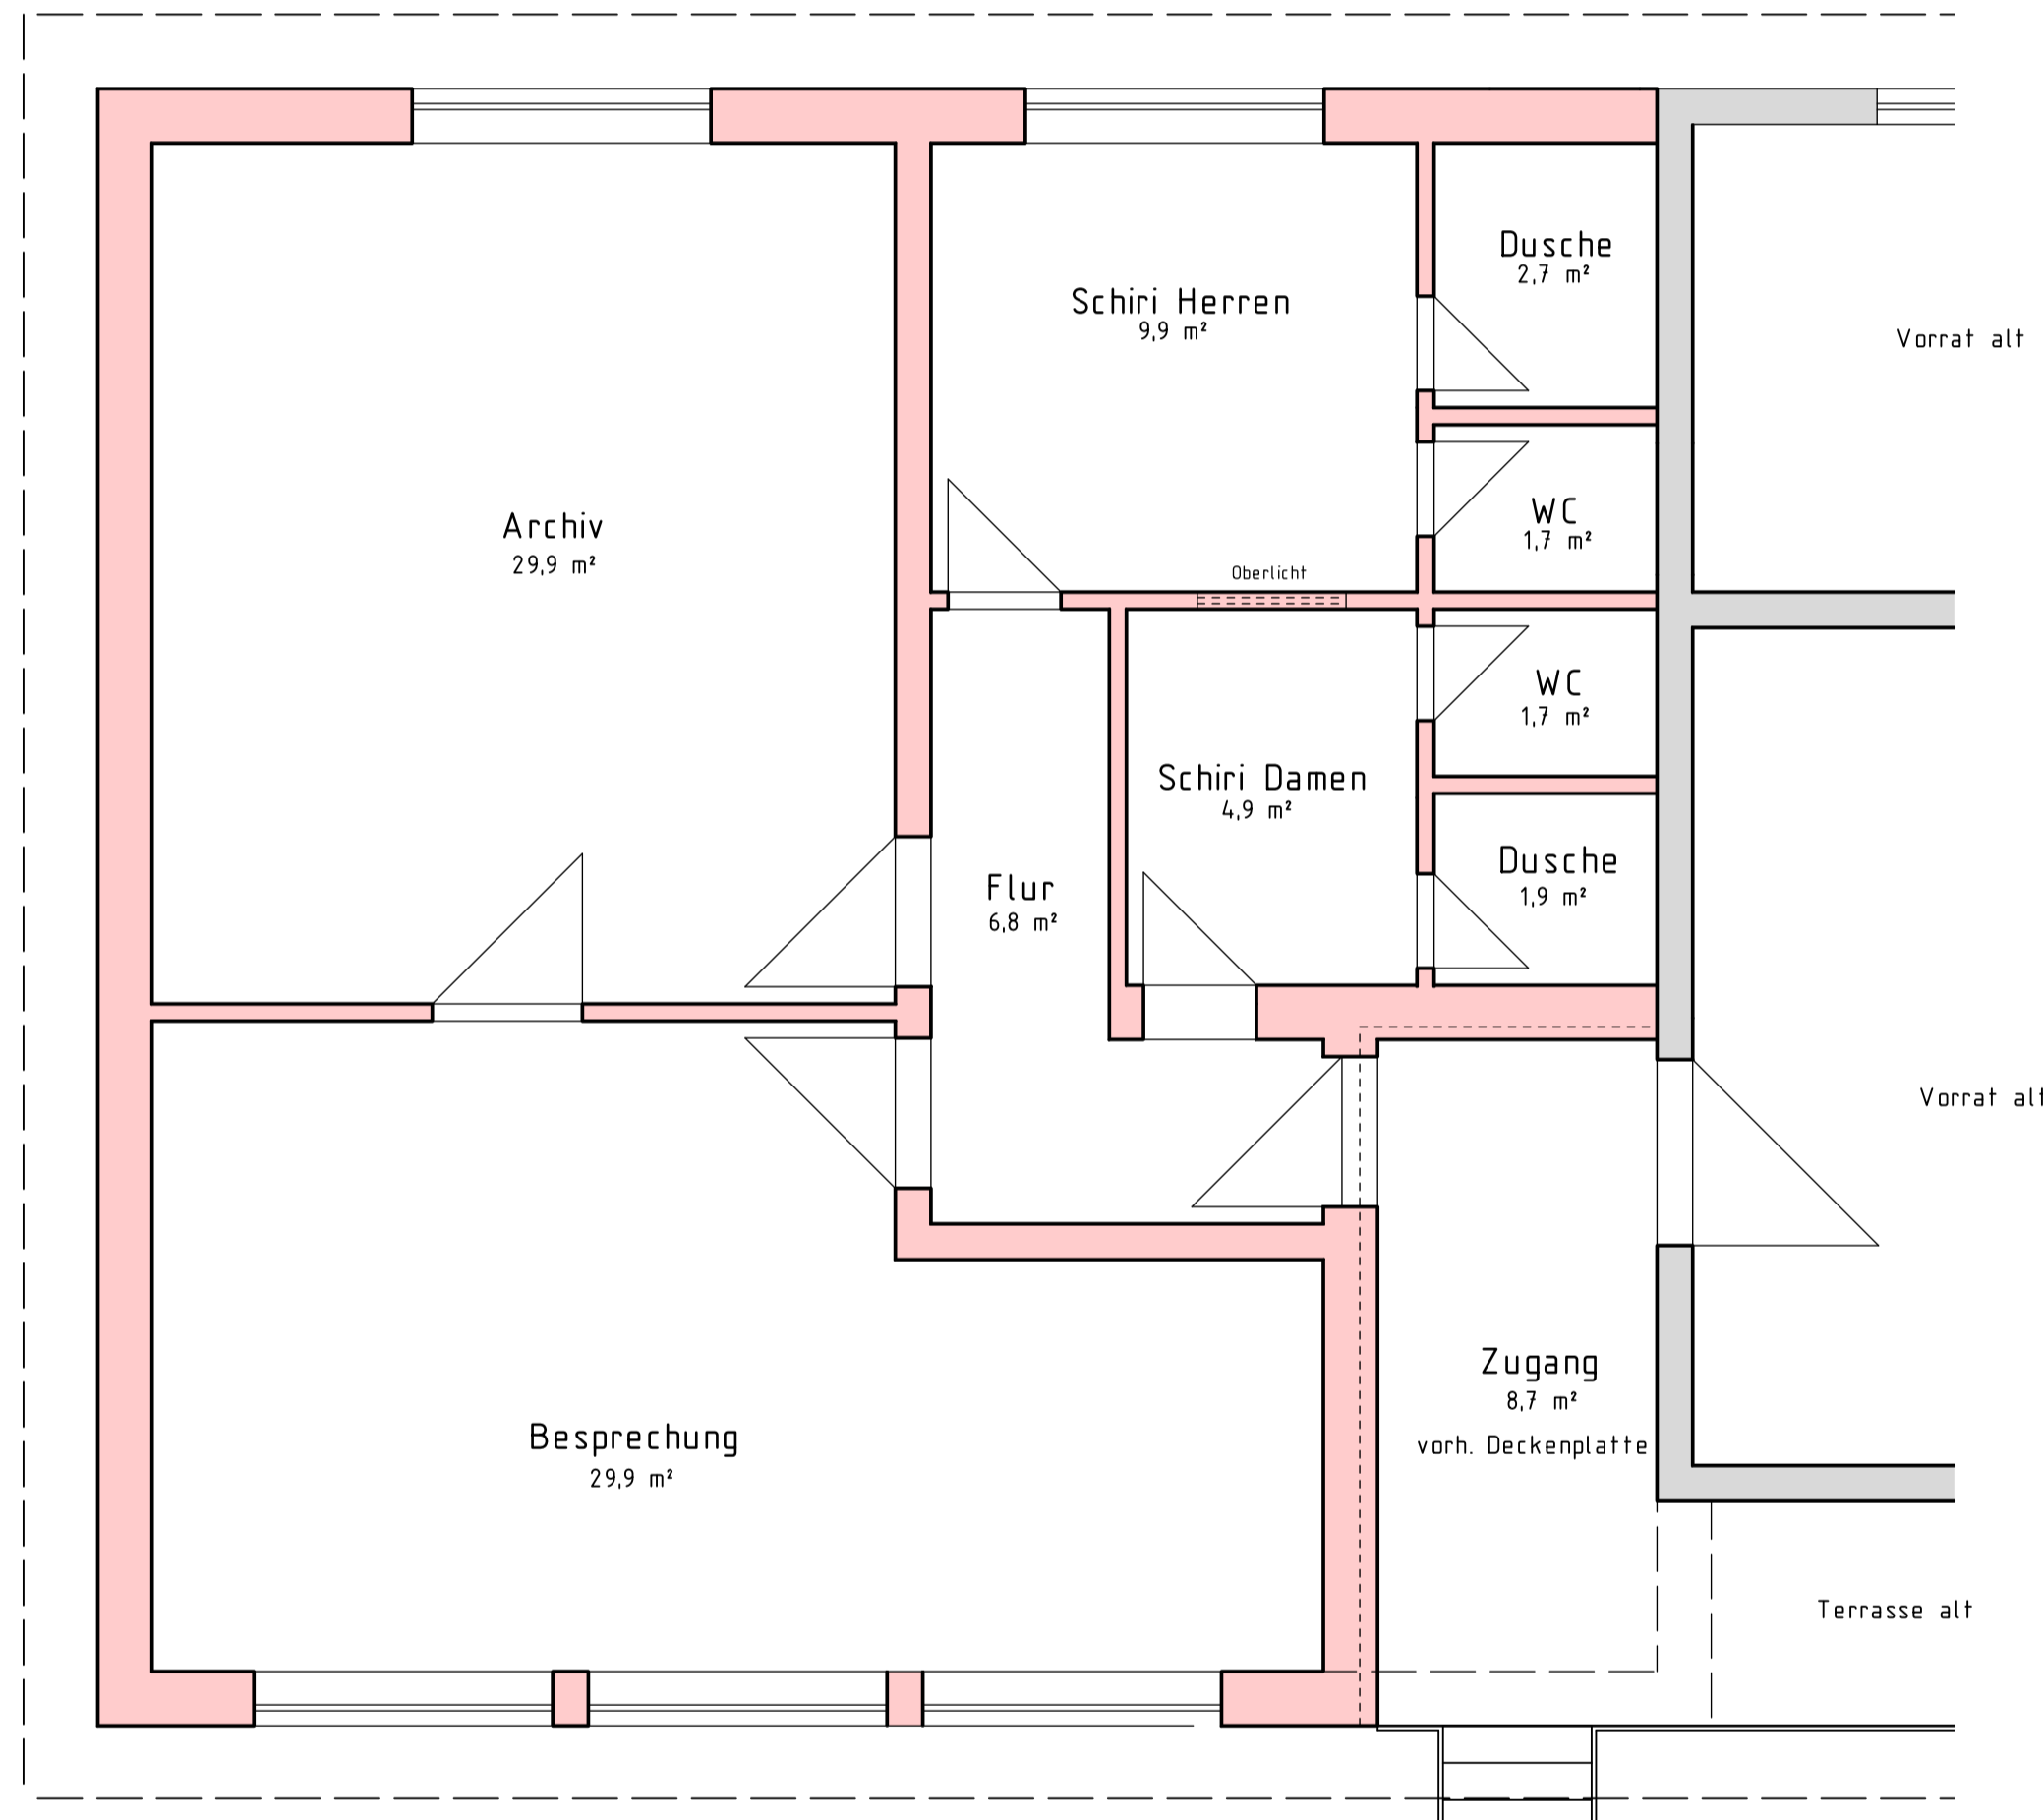 Dusche
2,7 m²
Schiri Herren
9,9 m²
Vorrat alt
Archiv
29,9 m²
WC
1,7 m²
Oberlicht
WC
1,7 m²
Schiri Damen
4,9 m²
Dusche
1,9 m²
Flur
6,8 m²
Vorrat alt
Zugang
8,7 m²
vorh. Deckenplatte
Besprechung
29,9 m²
Terrasse alt